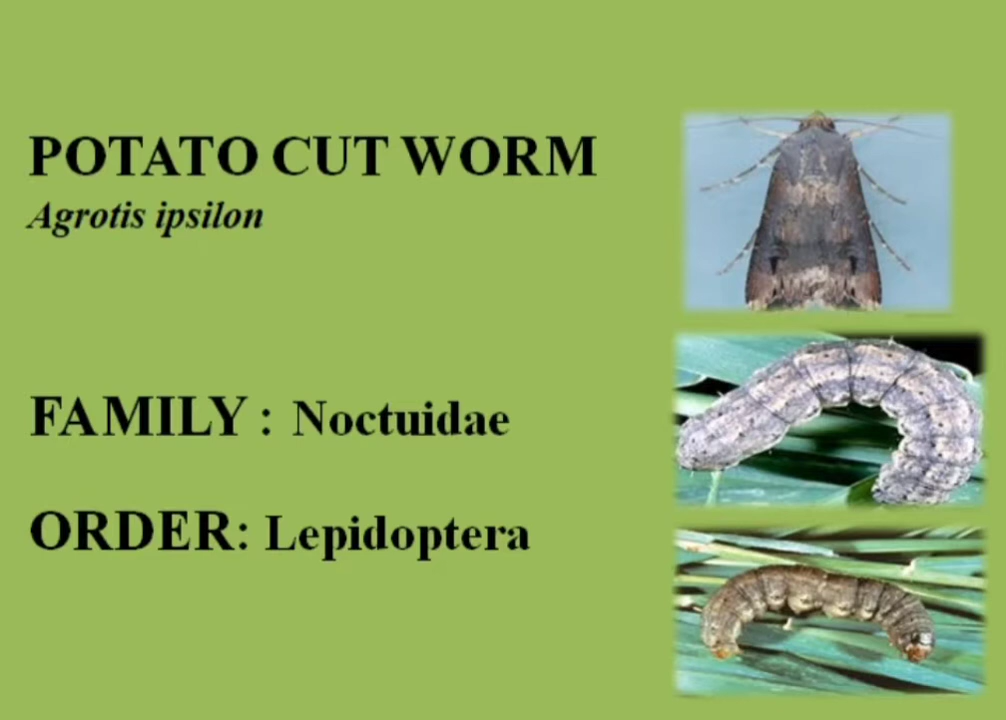 POTATO CUT WORM
Agrotis ipsilon
FAMILY : Noctuidae
ORDER: Lepidoptera